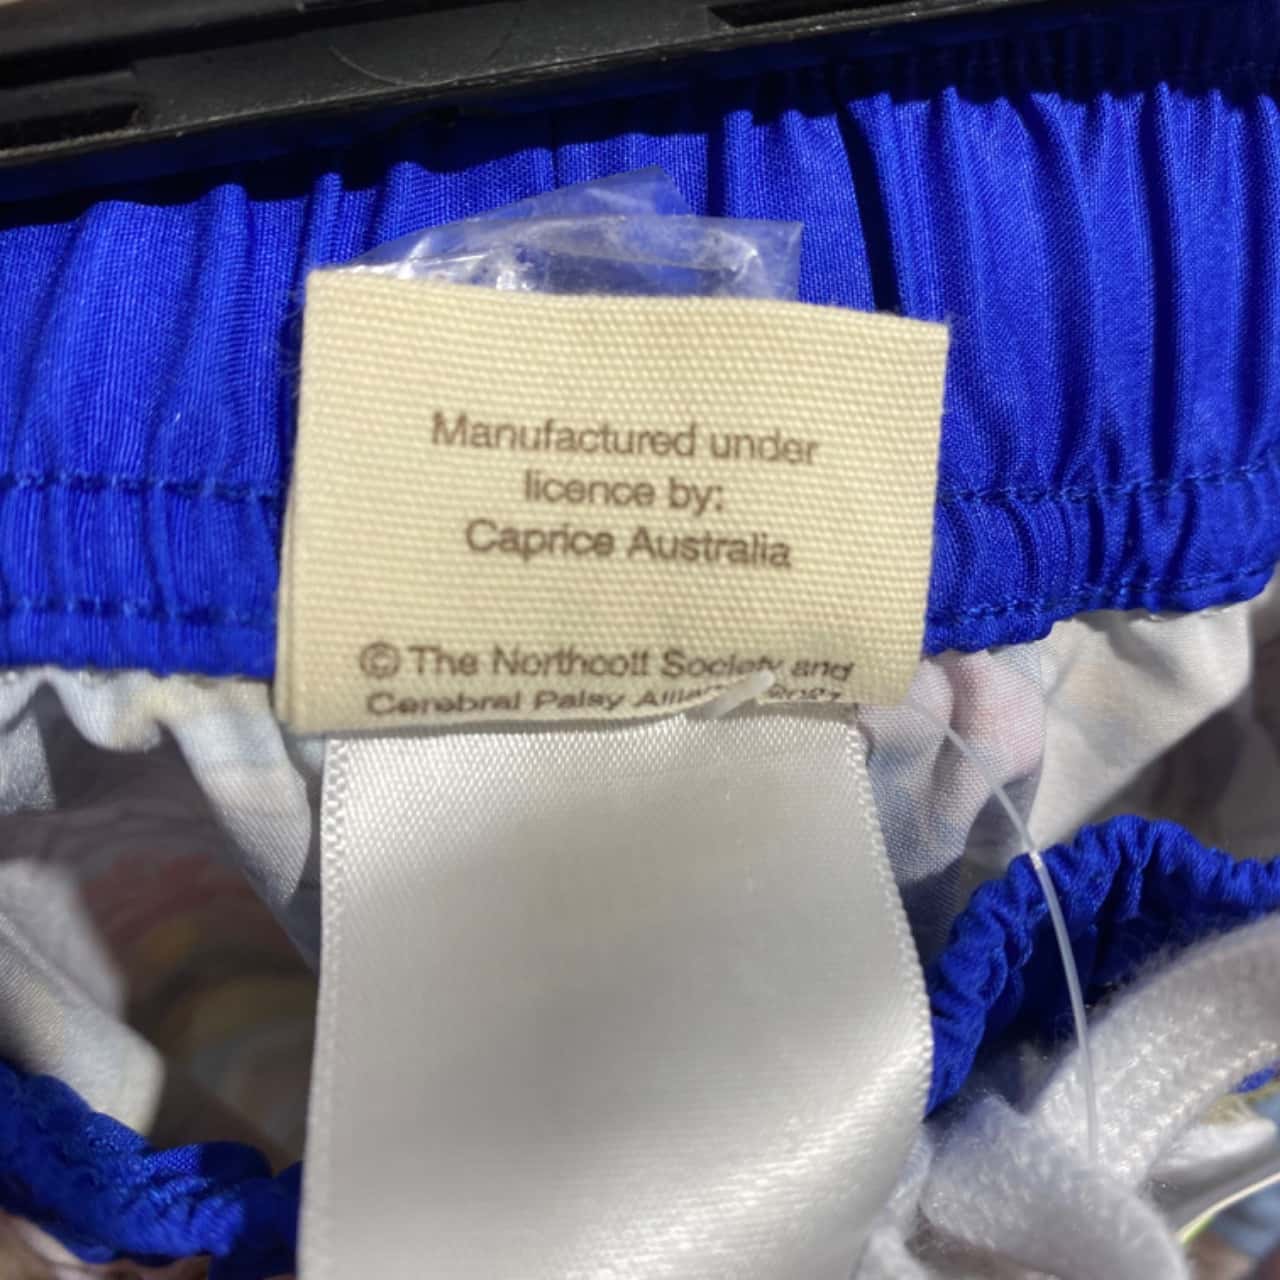 Manufactured under
licence by:
Caprice Australia
© The Northcott Society and
Cerebral Palsy